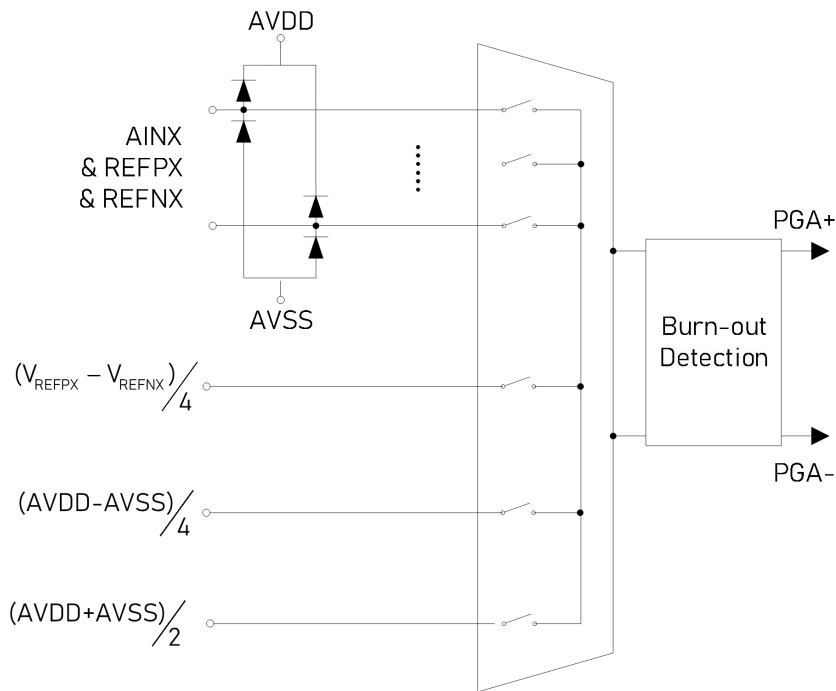 AVDD
AINX
& REFPX
& REFNX
AVSS
PGA+
Burn-out
Detection
PGA-
(V_REFPX – V_REFNX)/4
(AVDD-AVSS)/4
(AVDD+AVSS)/2